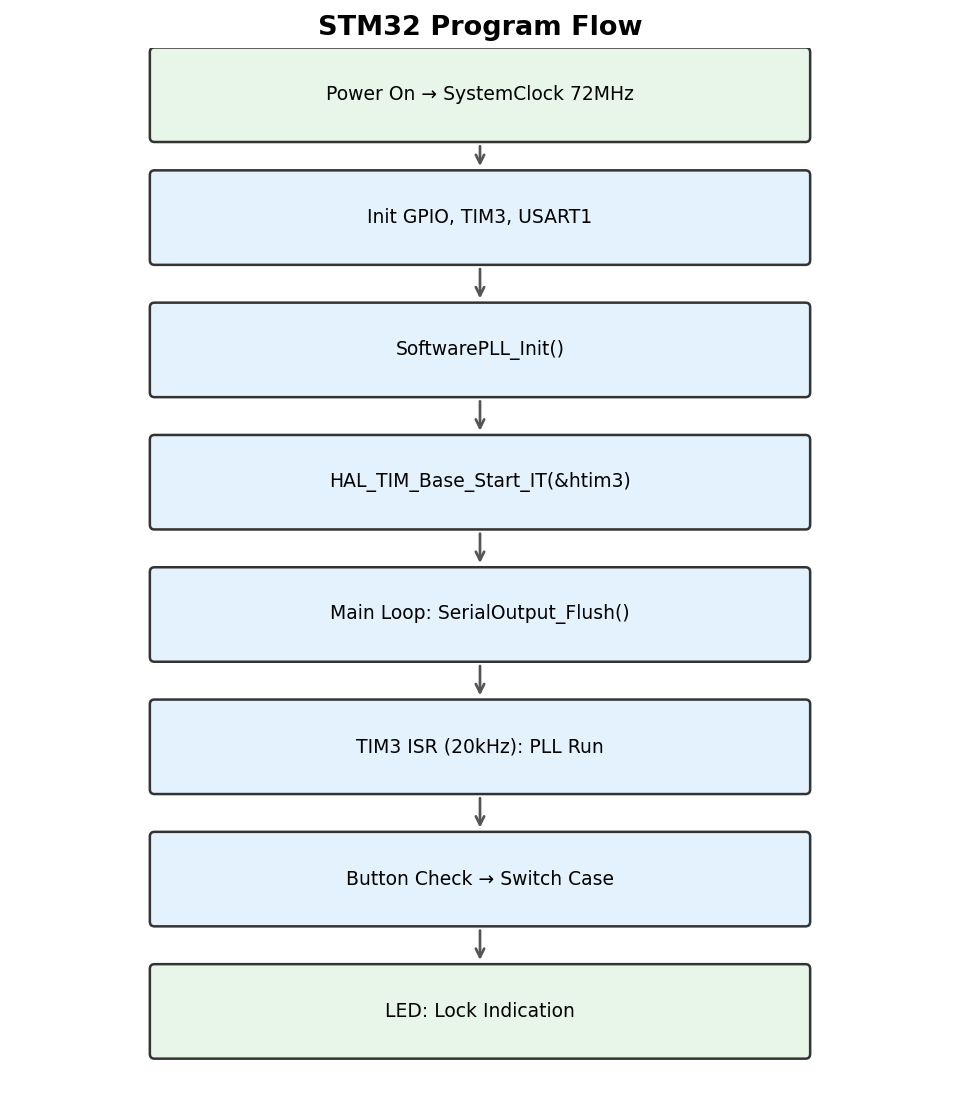 STM32 Program Flow
Power On → SystemClock 72MHz
Init GPIO, TIM3, USART1
SoftwarePLL_Init()
HAL_TIM_Base_Start_IT(&htim3)
Main Loop: SerialOutput_Flush()
TIM3 ISR (20kHz): PLL Run
Button Check → Switch Case
LED: Lock Indication